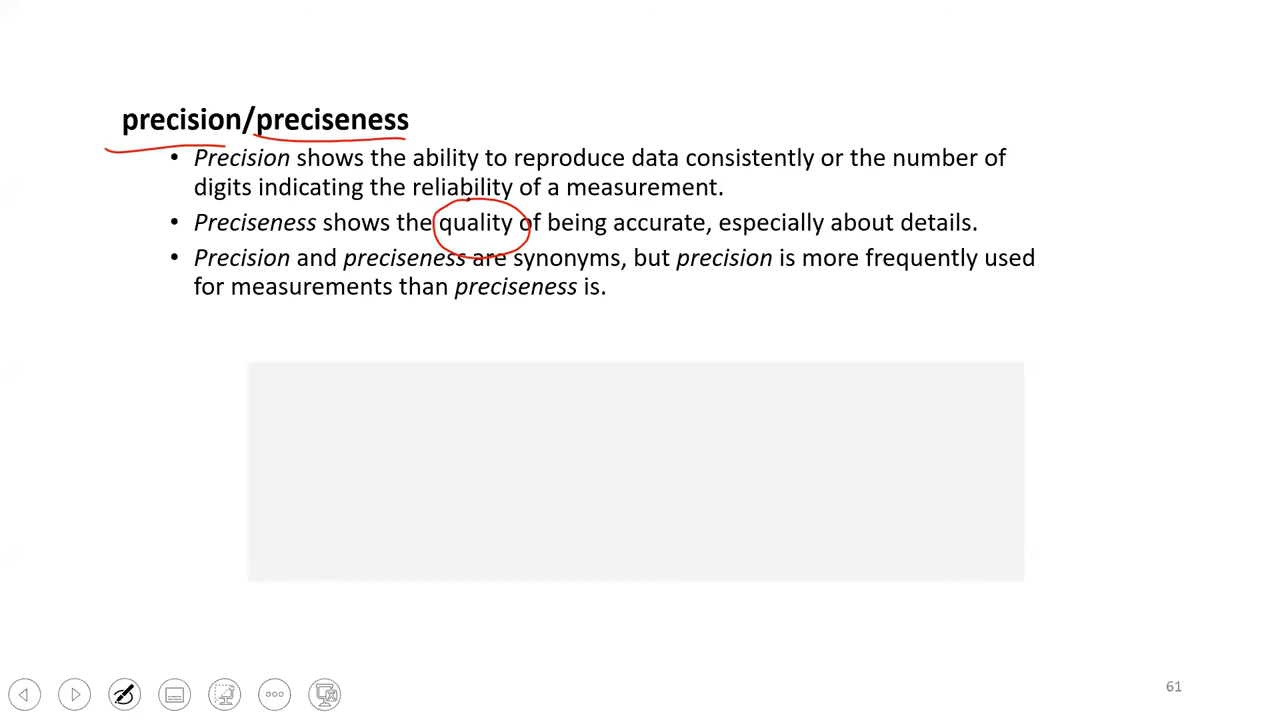 precision/preciseness
• Precision shows the ability to reproduce data consistently or the number of
digits indicating the reliability of a measurement.
• Preciseness shows the quality of being accurate, especially about details.
• Precision and preciseness are synonyms, but precision is more frequently used
for measurements than preciseness is.
61